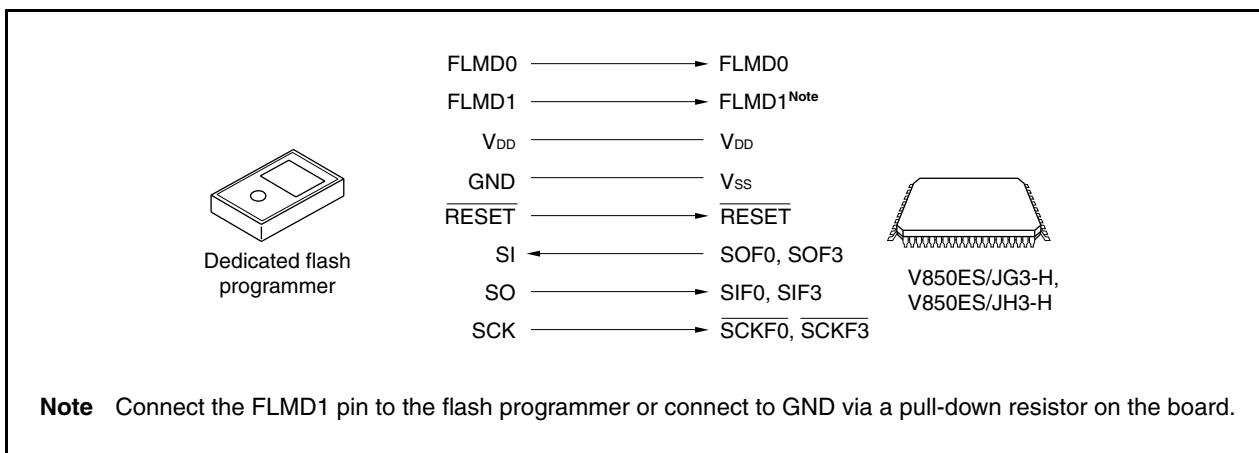 FLMD0 FLMD0
FLMD1 FLMD1Note
VDD VDD
GND VSS
RESET RESET
SI SOF0, SOF3
SO SIF0, SIF3
SCK SCKF0, SCKF3
Dedicated flash
programmer
V850ES/JG3-H,
V850ES/JH3-H
Note Connect the FLMD1 pin to the flash programmer or connect to GND via a pull-down resistor on the board.